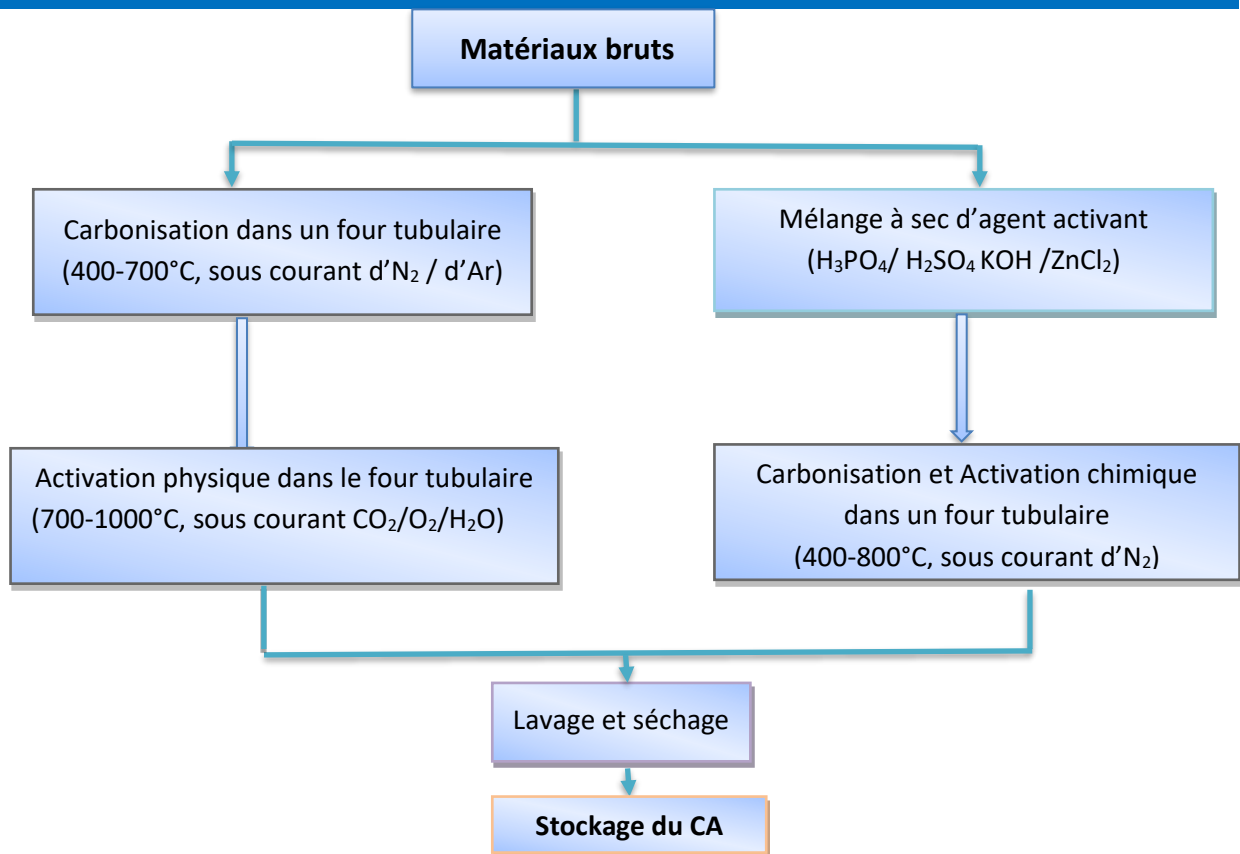 Matériaux bruts
Carbonisation dans un four tubulaire
(400-700°C, sous courant d’N₂ / d’Ar)
Mélange à sec d’agent activant
(H₃PO₄/ H₂SO₄ KOH /ZnCl₂)
Activation physique dans le four tubulaire
(700-1000°C, sous courant CO₂/O₂/H₂O)
Carbonisation et Activation chimique
dans un four tubulaire
(400-800°C, sous courant d’N₂)
Lavage et séchage
Stockage du CA